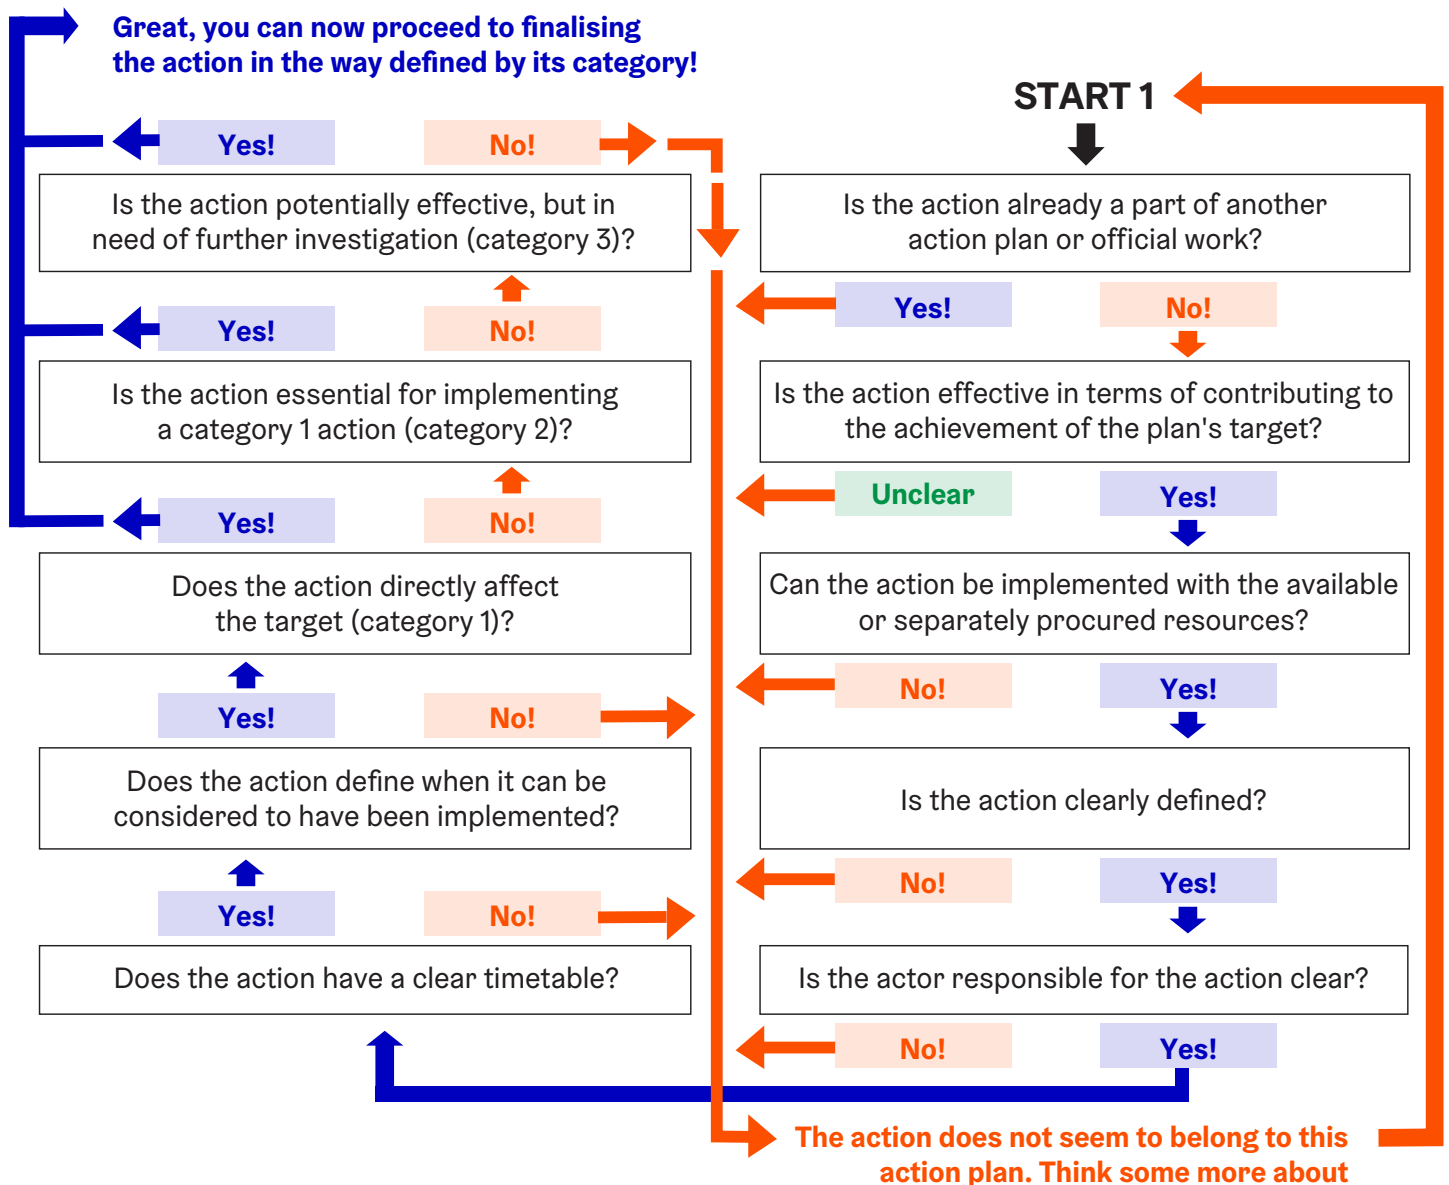 Great, you can now proceed to finalising
the action in the way defined by its category!
START 1
Is the action already a part of another
action plan or official work?
Yes!
No!
Is the action effective in terms of contributing to
the achievement of the plan's target?
Unclear
Yes!
Can the action be implemented with the available
or separately procured resources?
No!
Yes!
Is the action clearly defined?
No!
Yes!
Is the actor responsible for the action clear?
No!
Yes!
Does the action have a clear timetable?
Yes!
No!
Does the action define when it can be
considered to have been implemented?
Yes!
No!
Does the action directly affect
the target (category 1)?
Yes!
No!
Is the action essential for implementing
a category 1 action (category 2)?
Yes!
No!
Is the action potentially effective, but in
need of further investigation (category 3)?
Yes!
No!
The action does not seem to belong to this
action plan. Think some more about